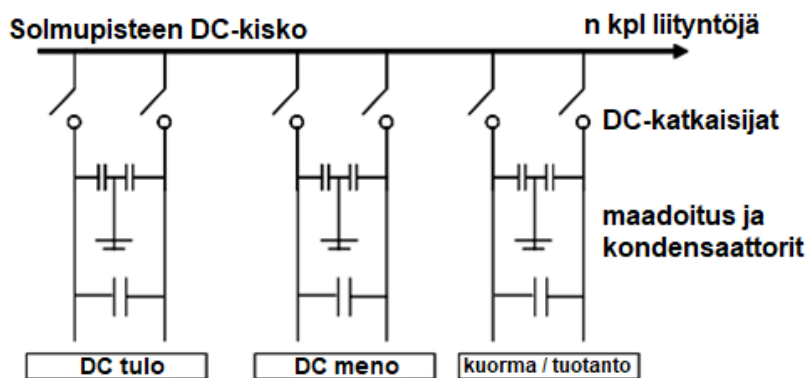 Solmupisteen DC-kisko
n kpl liityntöjä
DC-katkaisijat
maadoitus ja
kondensaattorit
DC tulo
DC meno
kuorma / tuotanto